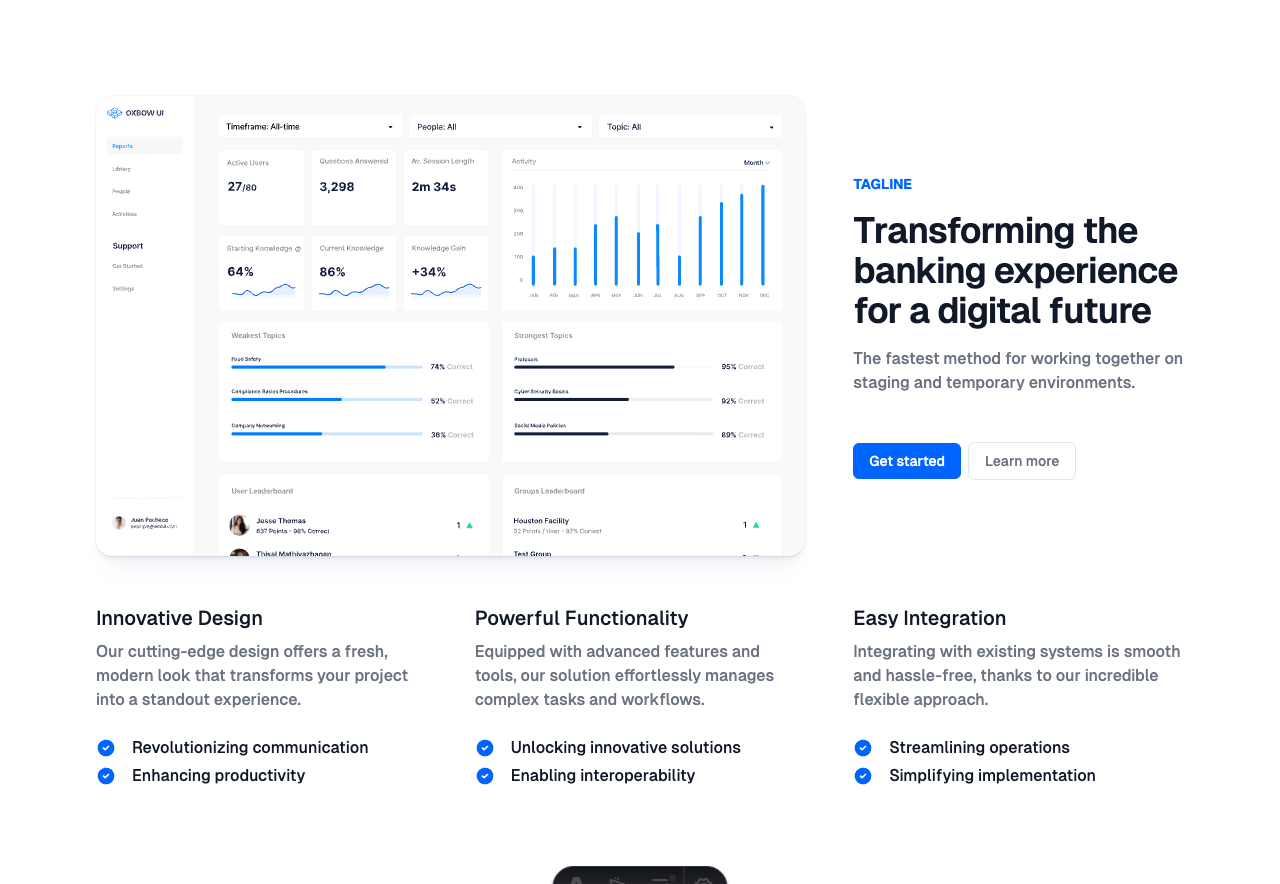 OXBOW UI
Reports
Library
People
Activities
Support
Get Started
Settings
Juan Pacheco
Timeframe: All-time
People: All
Topic: All
Active Users
27/80
Questions Answered
3,298
Av. Session Length
2m 34s
Starting Knowledge
64%
Current Knowledge
86%
Knowledge Gain
+34%
Activity
Month
400
300
200
100
JAN FEB MAR APR MAY JUN JUL AUG SEP OCT NOV DEC
Weakest Topics
Food Safety
74% Correct
Compliance Basics Procedures
52% Correct
Company Networking
36% Correct
Strongest Topics
Protocols
95% Correct
Cyber Security Basics
92% Correct
Social Media Policies
89% Correct
User Leaderboard
Jesse Thomas
637 Points - 98% Correct
1
Thisal Mathiyazhagan
Groups Leaderboard
Houston Facility
52 Points / User - 97% Correct
1
Test Group
TAGLINE
Transforming the
banking experience
for a digital future
The fastest method for working together on
staging and temporary environments.
Get started
Learn more
Innovative Design
Our cutting-edge design offers a fresh,
modern look that transforms your project
into a standout experience.
Revolutionizing communication
Enhancing productivity
Powerful Functionality
Equipped with advanced features and
tools, our solution effortlessly manages
complex tasks and workflows.
Unlocking innovative solutions
Enabling interoperability
Easy Integration
Integrating with existing systems is smooth
and hassle-free, thanks to our incredible
flexible approach.
Streamlining operations
Simplifying implementation